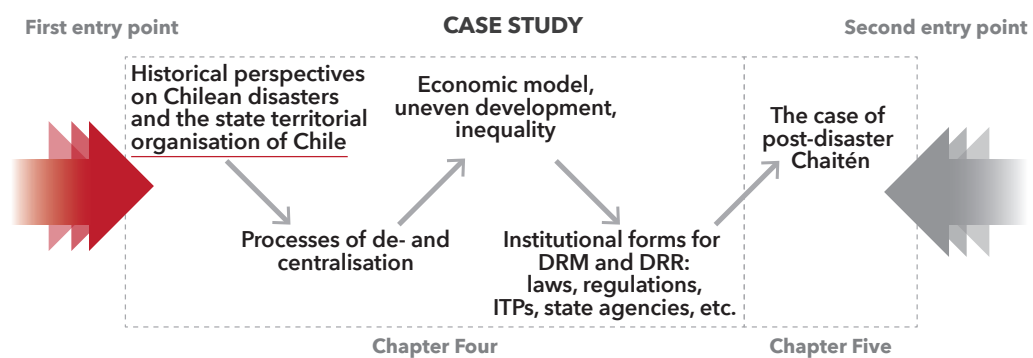 First entry point
CASE STUDY
Second entry point
Historical perspectives
on Chilean disasters
and the state territorial
organisation of Chile
Economic model,
uneven development,
inequality
The case of
post-disaster
Chaitén
Processes of de- and
centralisation
Institutional forms for
DRM and DRR:
laws, regulations,
ITPs, state agencies, etc.
Chapter Four
Chapter Five